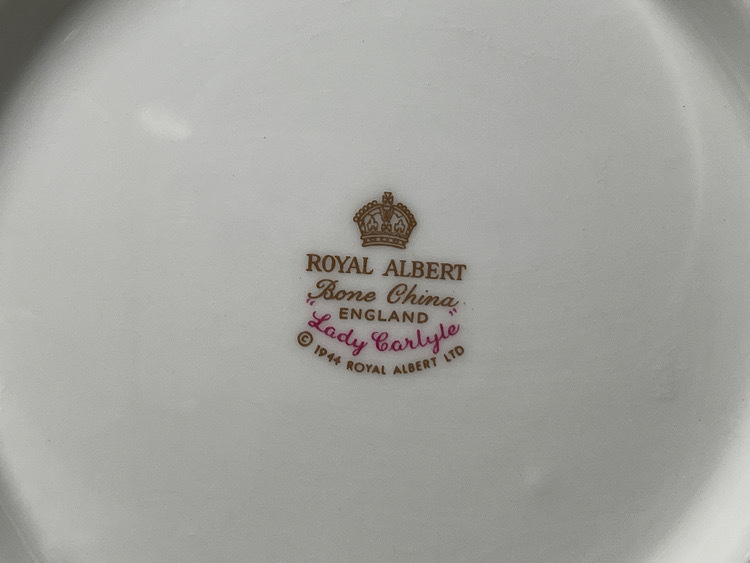 ROYAL ALBERT
Bone China
ENGLAND
"Lady Carlyle"
© 1944 ROYAL ALBERT LTD